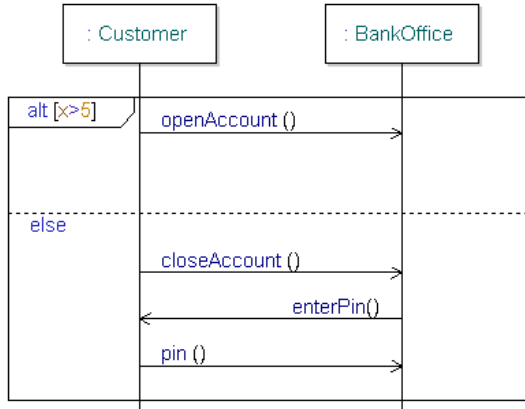 : Customer
: BankOffice
alt [x>5]
openAccount ()
else
closeAccount ()
enterPin()
pin ()